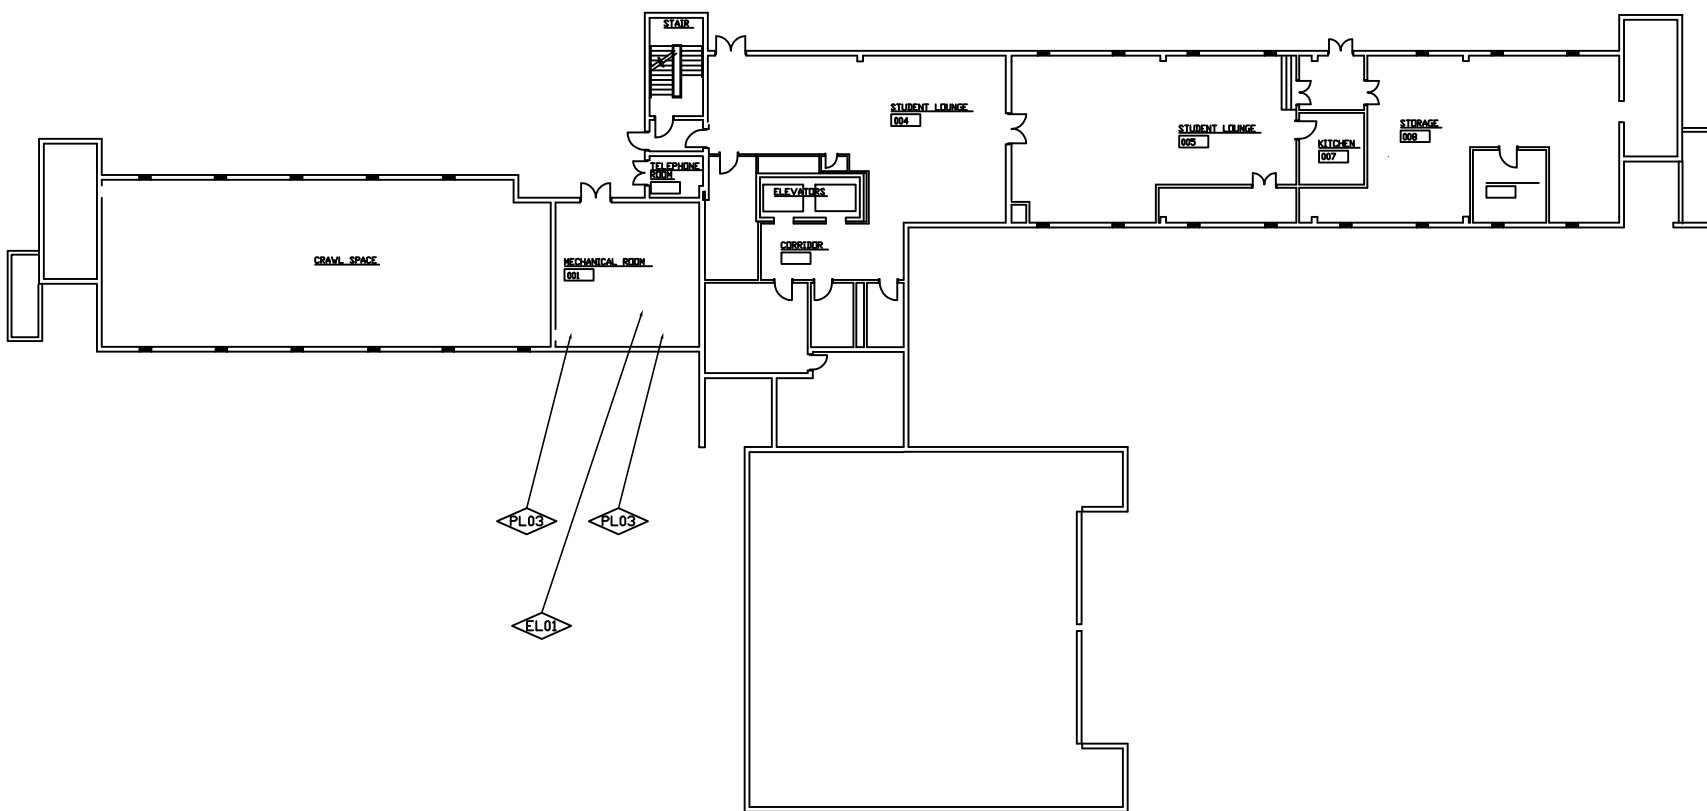 STAIR
STUDENT LOUNGE
004
STUDENT LOUNGE
005
KITCHEN
007
STORAGE
008
TELEPHONE
ROOM
ELEVATORS
CORRIDOR
CRAWL SPACE
MECHANICAL ROOM
001
PL03
PL03
EL01